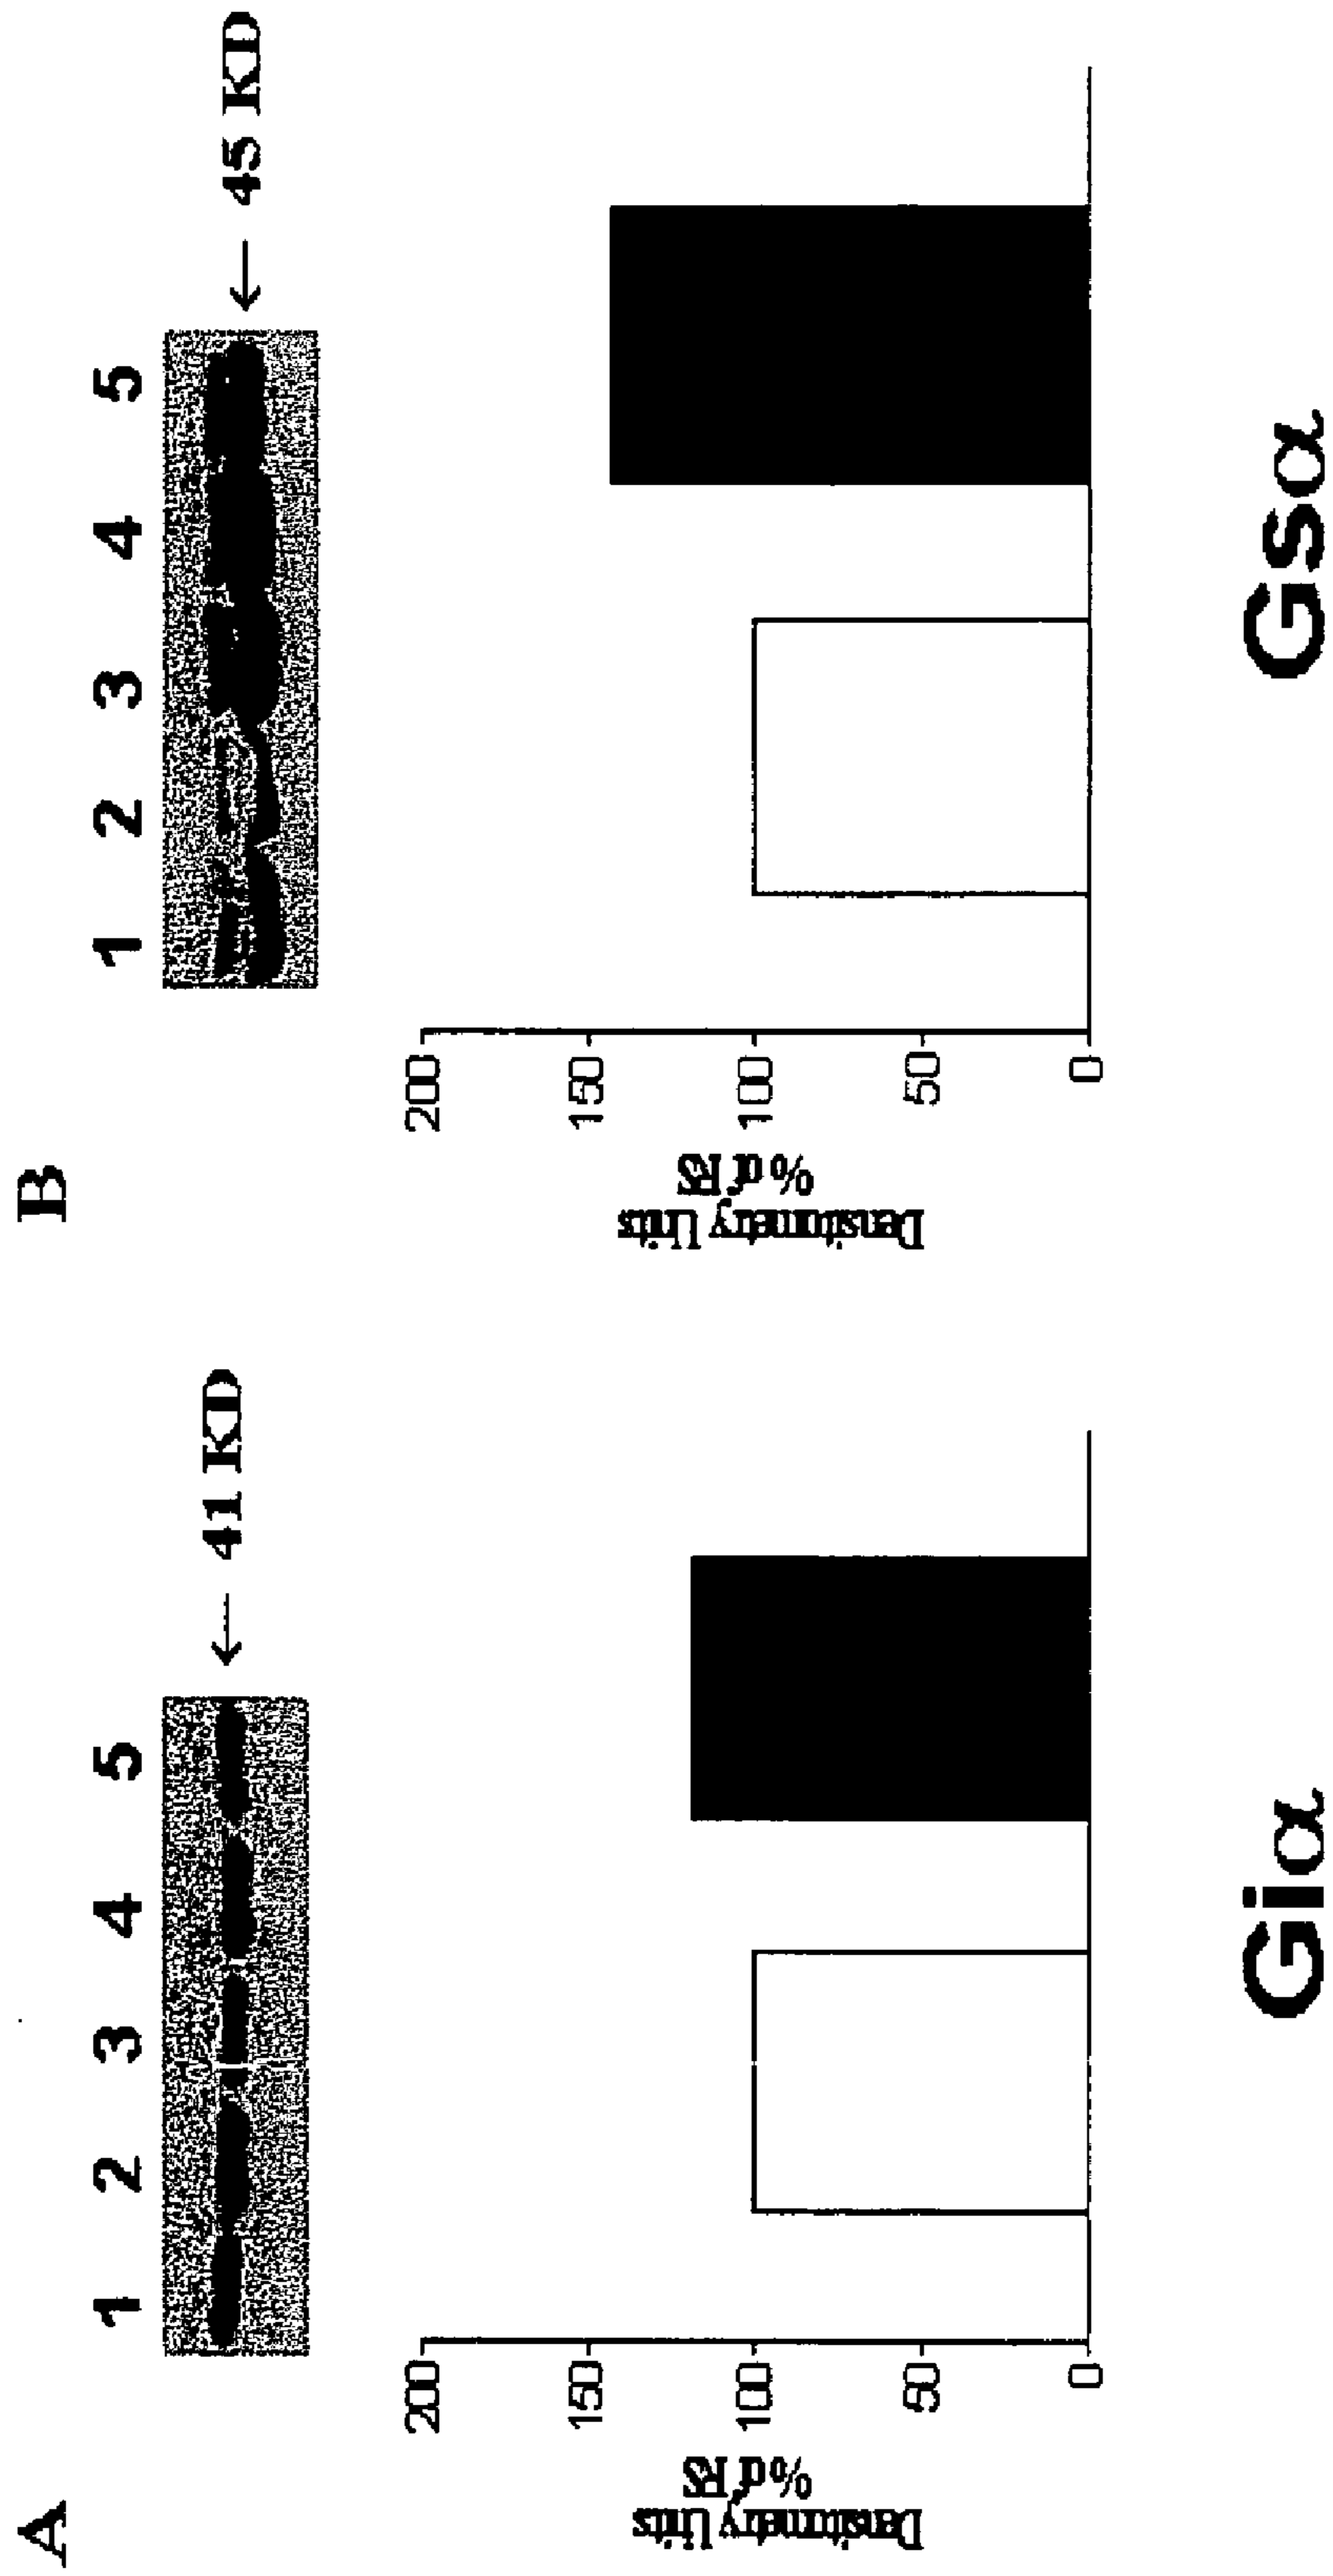 A
1 2 3 4 5
← 41 KD
Densitometry Units
% of RS
200
150
100
50
0
Giα
B
1 2 3 4 5
← 45 KD
Densitometry Units
% of RS
200
150
100
50
0
Gsα